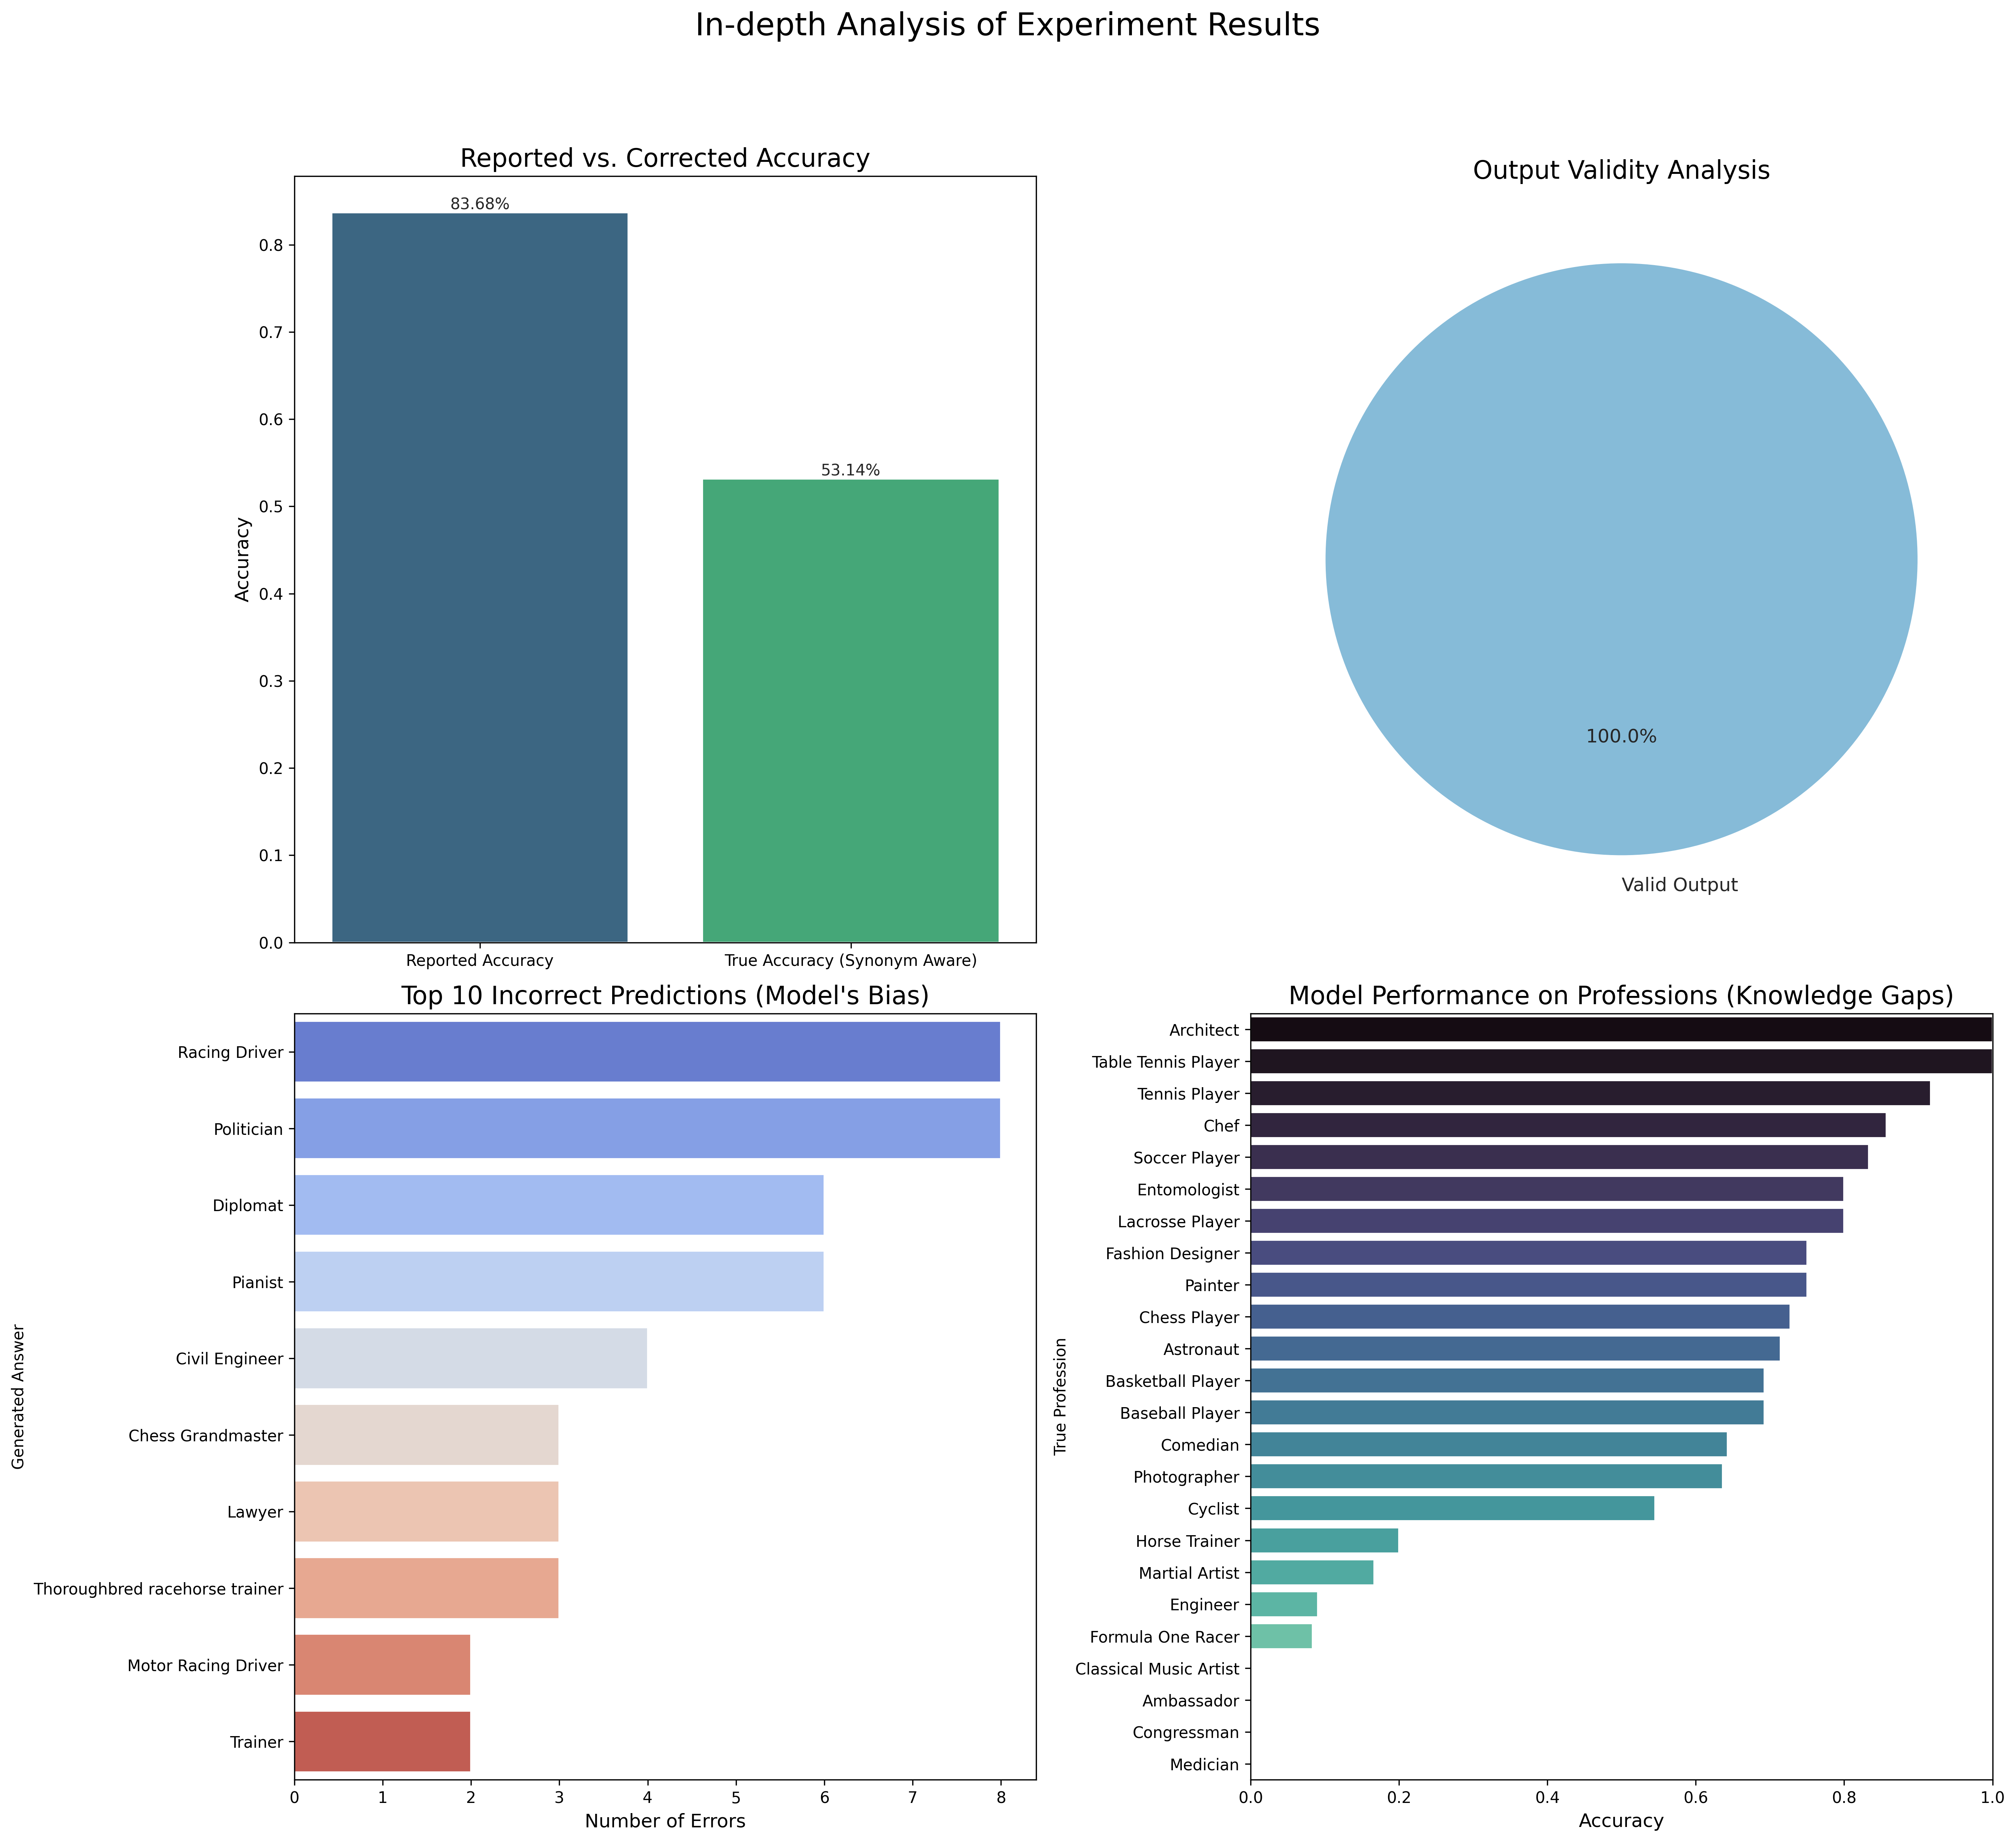 In-depth Analysis of Experiment Results
Reported vs. Corrected Accuracy
83.68%
53.14%
Accuracy
0.8
0.7
0.6
0.5
0.4
0.3
0.2
0.1
0.0
Reported Accuracy
True Accuracy (Synonym Aware)
Output Validity Analysis
100.0%
Valid Output
Top 10 Incorrect Predictions (Model's Bias)
Generated Answer
Racing Driver
Politician
Diplomat
Pianist
Civil Engineer
Chess Grandmaster
Lawyer
Thoroughbred racehorse trainer
Motor Racing Driver
Trainer
0 1 2 3 4 5 6 7 8
Number of Errors
Model Performance on Professions (Knowledge Gaps)
True Profession
Architect
Table Tennis Player
Tennis Player
Chef
Soccer Player
Entomologist
Lacrosse Player
Fashion Designer
Painter
Chess Player
Astronaut
Basketball Player
Baseball Player
Comedian
Photographer
Cyclist
Horse Trainer
Martial Artist
Engineer
Formula One Racer
Classical Music Artist
Ambassador
Congressman
Medician
0.0 0.2 0.4 0.6 0.8 1.0
Accuracy